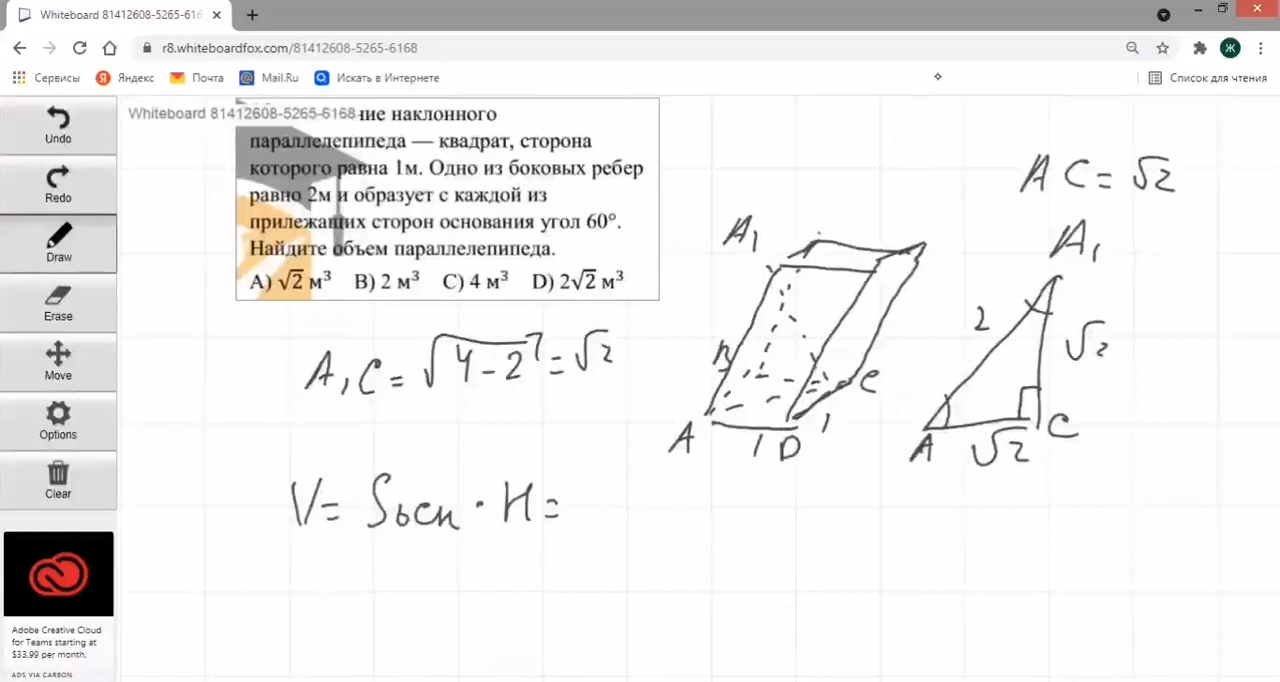 Whiteboard 81412608-5265-616
r8.whiteboardfox.com/81412608-5265-6168
Ж
Сервисы
Яндекс
Почта
Mail.Ru
Искать в Интернете
Список для чтения
Undo
Redo
Draw
Erase
Move
Options
Clear
Adobe Creative Cloud
for Teams starting at
$33.99 per month.
ADS VIA CARBON
Whiteboard 81412608-5265-6168
ние наклонного
параллелепипеда — квадрат, сторона
которого равна 1м. Одно из боковых ребер
равно 2м и образует с каждой из
прилежащих сторон основания угол 60°.
Найдите объем параллелепипеда.
A) √2 м³ B) 2 м³ C) 4 м³ D) 2√2 м³
AC = √2
A₁C = √4-2 = √2
V = Sосн · H =
A₁
B
C
A
1
D
1
A₁
2
√2
A
√2
C